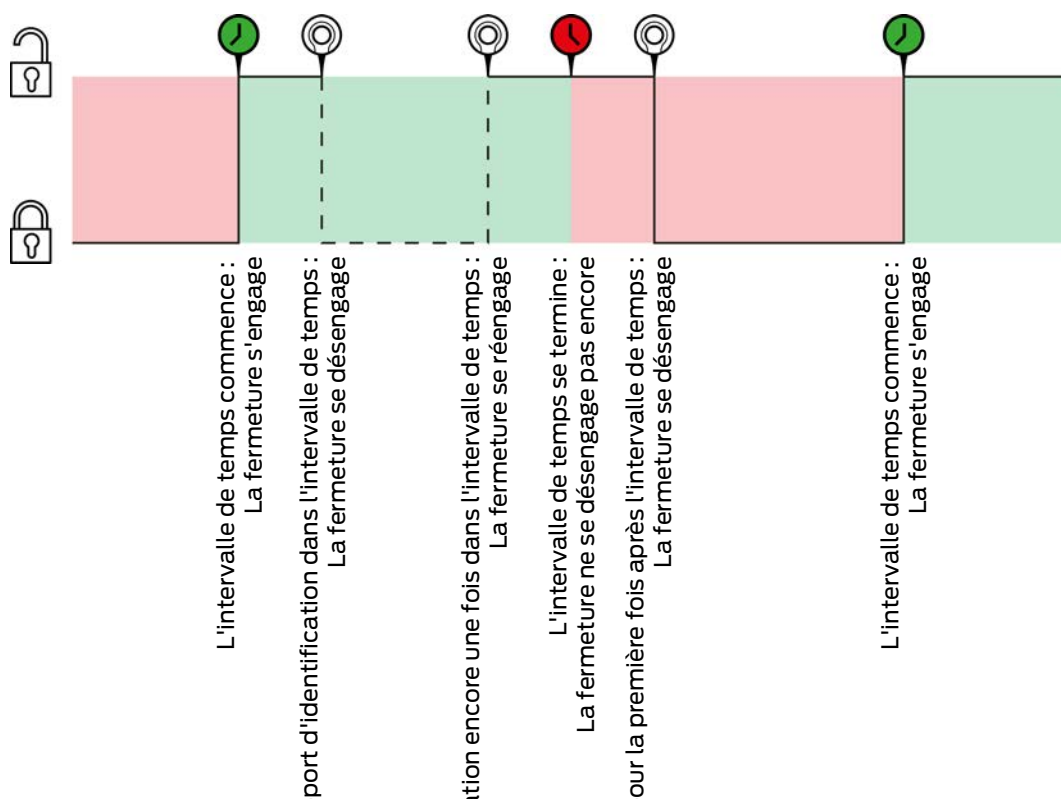 L'intervalle de temps commence :
La fermeture s'engage
port d'identification dans l'intervalle de temps :
La fermeture se désengage
tion encore une fois dans l'intervalle de temps :
La fermeture se réengage
L'intervalle de temps se termine :
La fermeture ne se désengage pas encore
our la première fois après l'intervalle de temps :
La fermeture se désengage
L'intervalle de temps commence :
La fermeture s'engage